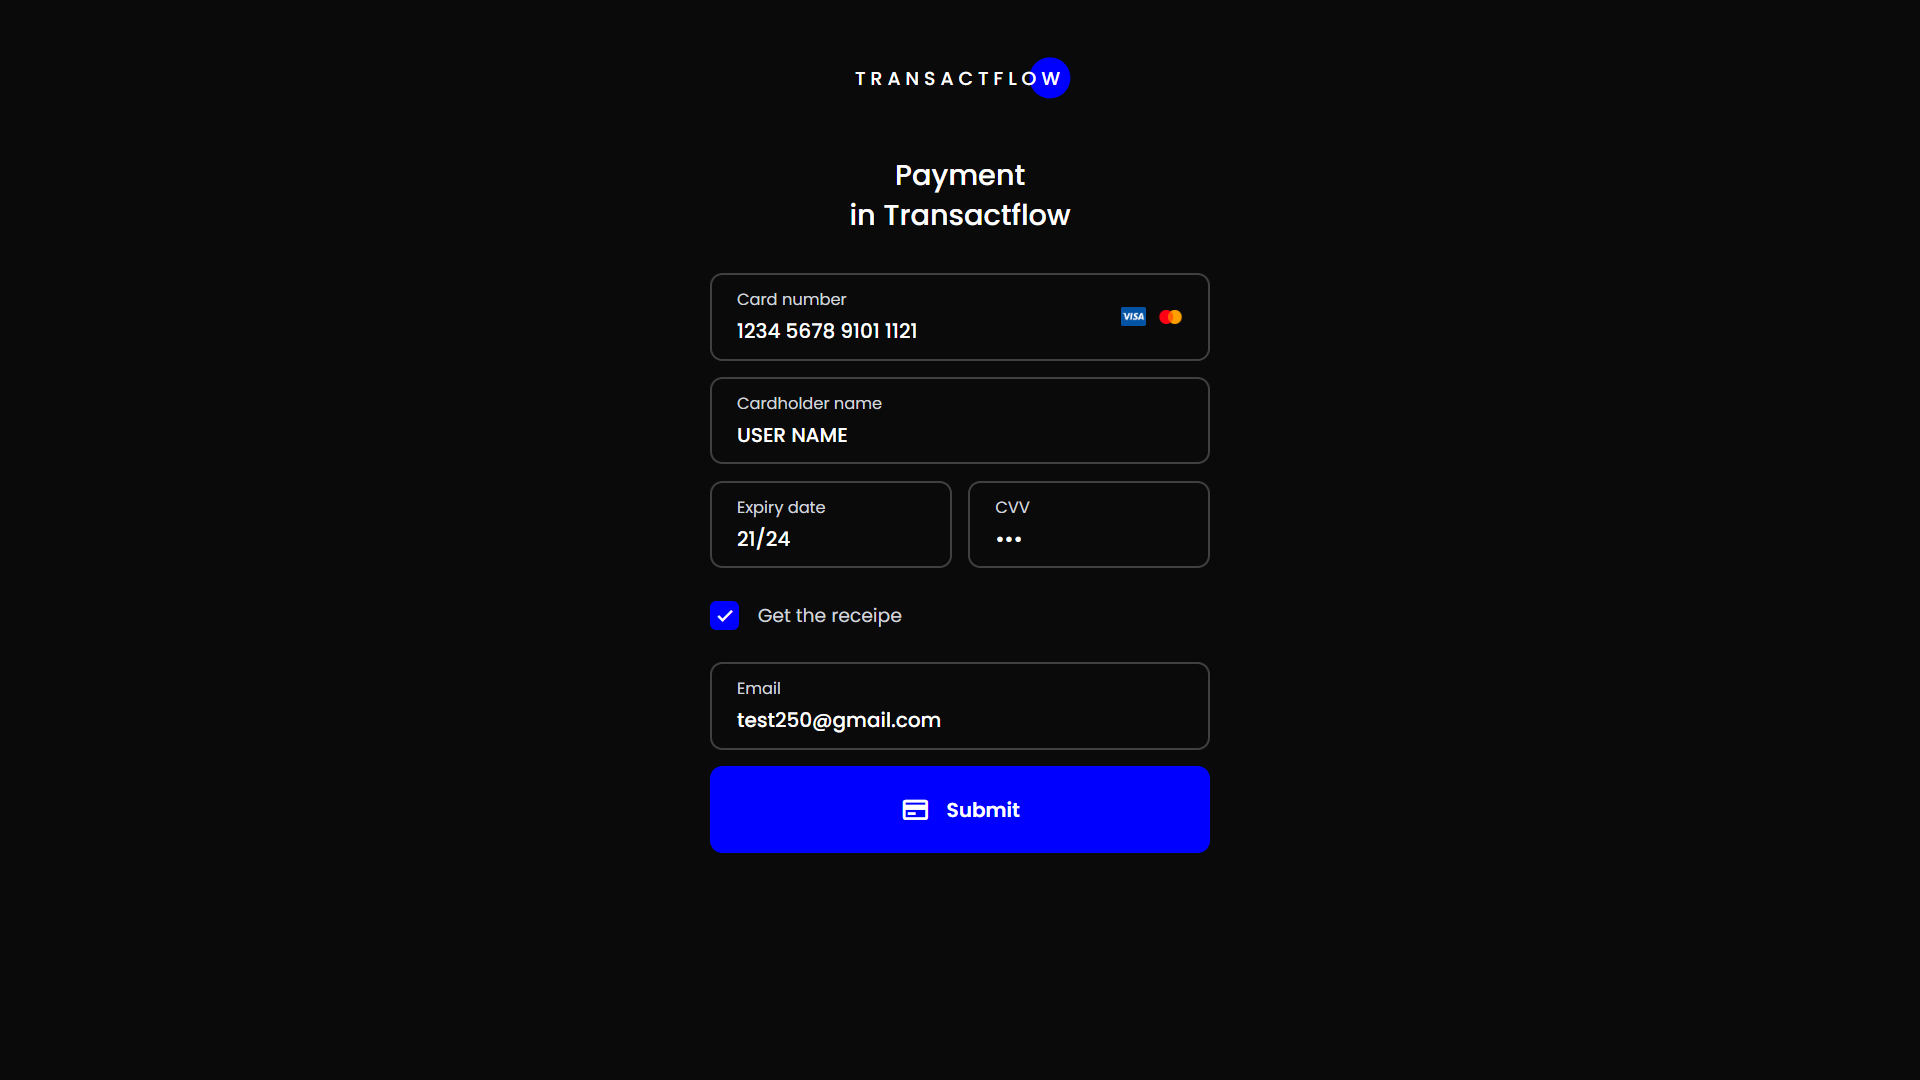 TRANSACTFLOW
Payment
in Transactflow
Card number
1234 5678 9101 1121
VISA
Cardholder name
USER NAME
Expiry date
21/24
CVV
•••
Get the receipe
Email
test250@gmail.com
Submit